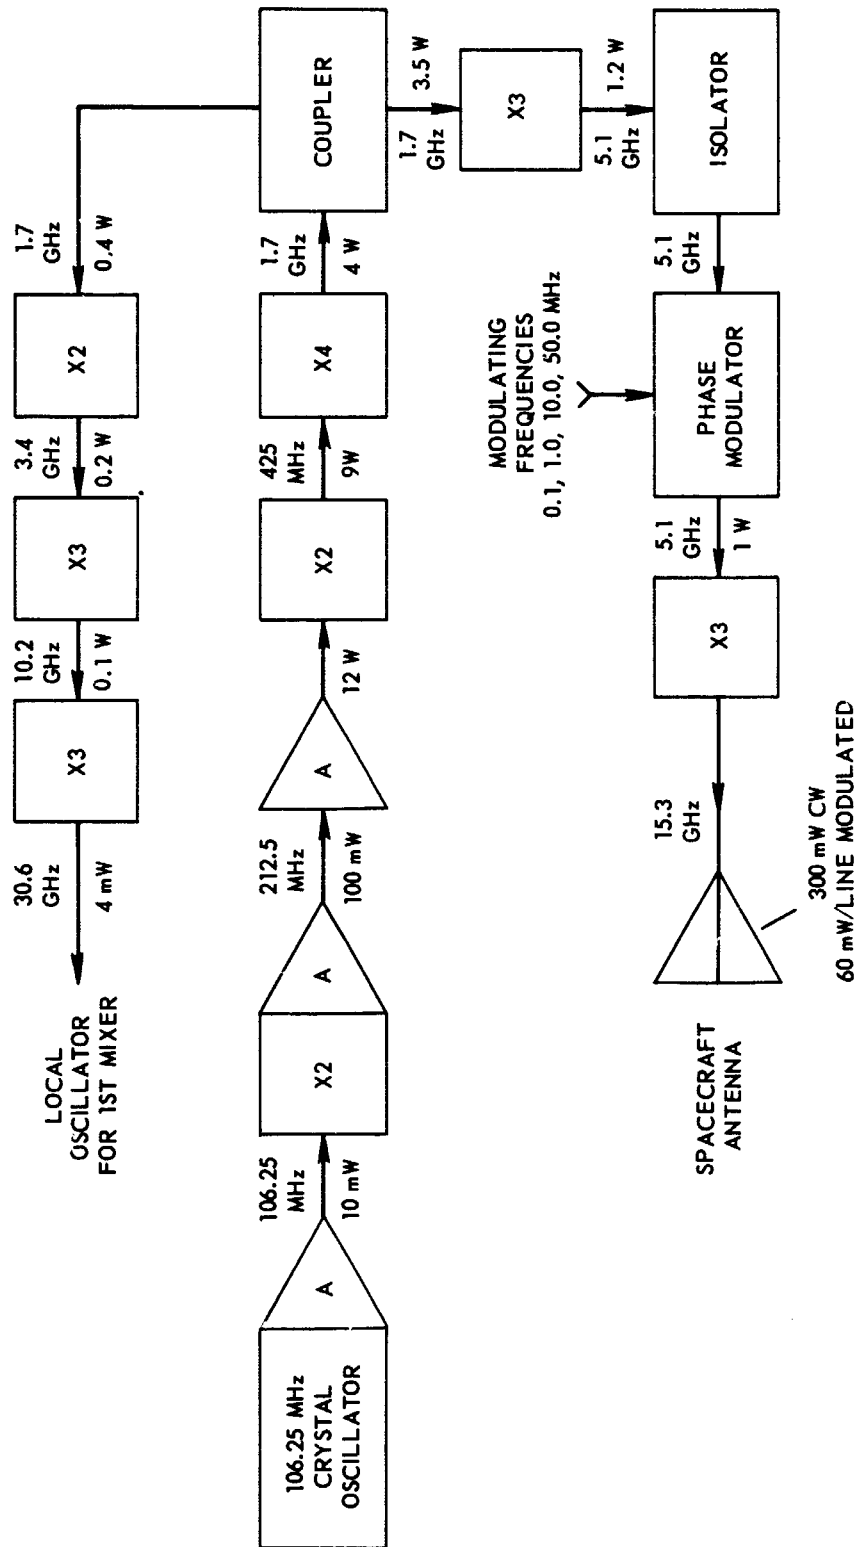 30.6
GHz
4 mW
LOCAL
OSCILLATOR
FOR 1ST MIXER
X3
10.2
GHz
0.1 W
X3
3.4
GHz
0.2 W
X2
1.7
GHz
0.4 W
106.25 MHz
CRYSTAL
OSCILLATOR
A
106.25
MHz
10 mW
X2
A
212.5
MHz
100 mW
A
12 W
X2
425
MHz
9W
X4
1.7
GHz
4 W
COUPLER
1.7
GHz
3.5 W
X3
5.1
GHz
1.2 W
ISOLATOR
5.1
GHz
MODULATING
FREQUENCIES
0.1, 1.0, 10.0, 50.0 MHz
PHASE
MODULATOR
5.1
GHz
1 W
X3
15.3
GHz
300 mW CW
60 mW/LINE MODULATED
SPACECRAFT
ANTENNA